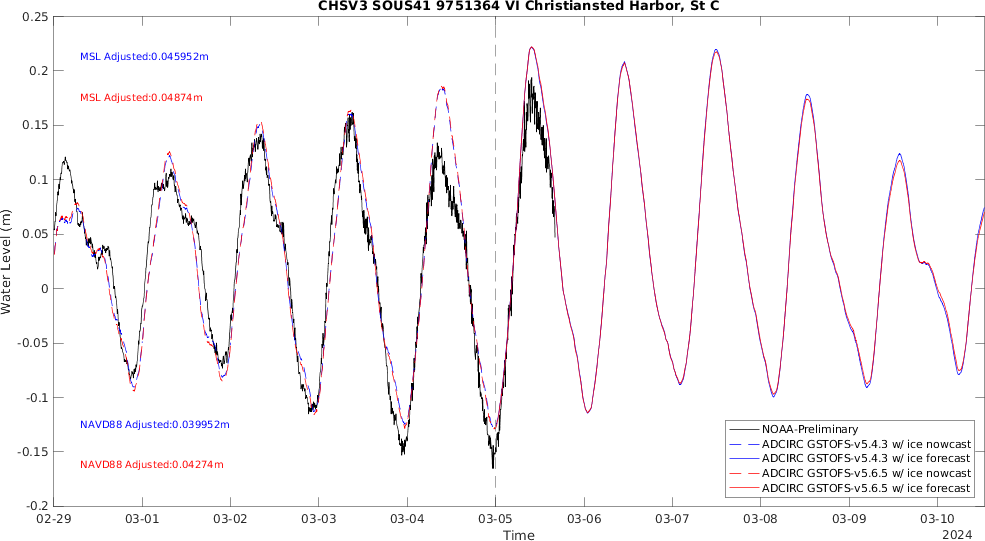 CHSV3 SOUS41 9751364 VI Christiansted Harbor, St C
0.25
0.2
0.15
0.1
0.05
0
-0.05
-0.1
-0.15
-0.2
Water Level (m)
MSL Adjusted:0.045952m
MSL Adjusted:0.04874m
NAVD88 Adjusted:0.039952m
NAVD88 Adjusted:0.04274m
NOAA-Preliminary
ADCIRC GSTOFS-v5.4.3 w/ ice nowcast
ADCIRC GSTOFS-v5.4.3 w/ ice forecast
ADCIRC GSTOFS-v5.6.5 w/ ice nowcast
ADCIRC GSTOFS-v5.6.5 w/ ice forecast
02-29 03-01 03-02 03-03 03-04 03-05 03-06 03-07 03-08 03-09 03-10
Time
2024